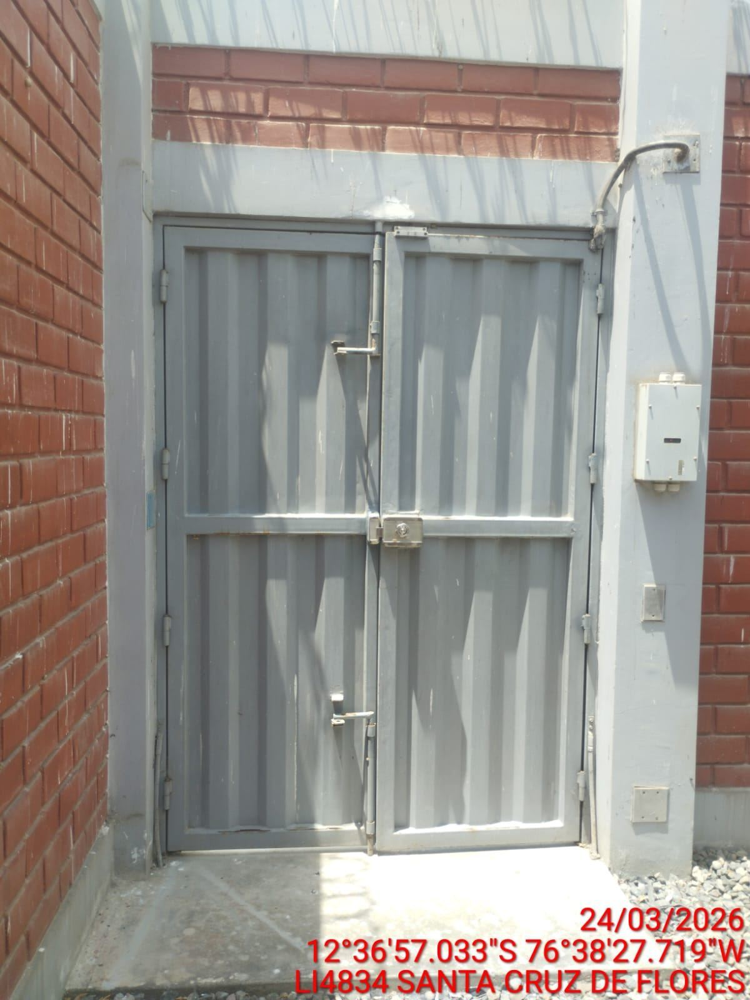 24/03/2026
12°36'57.033"S 76°38'27.719"W
LI4834 SANTA CRUZ DE FLORES